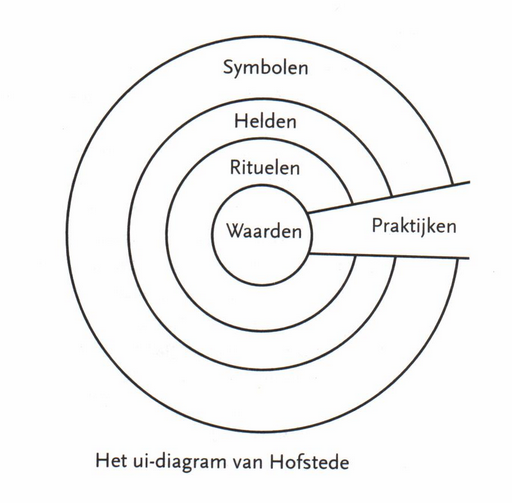 Symbolen
Helden
Rituelen
Waarden
Praktijken
Het ui-diagram van Hofstede